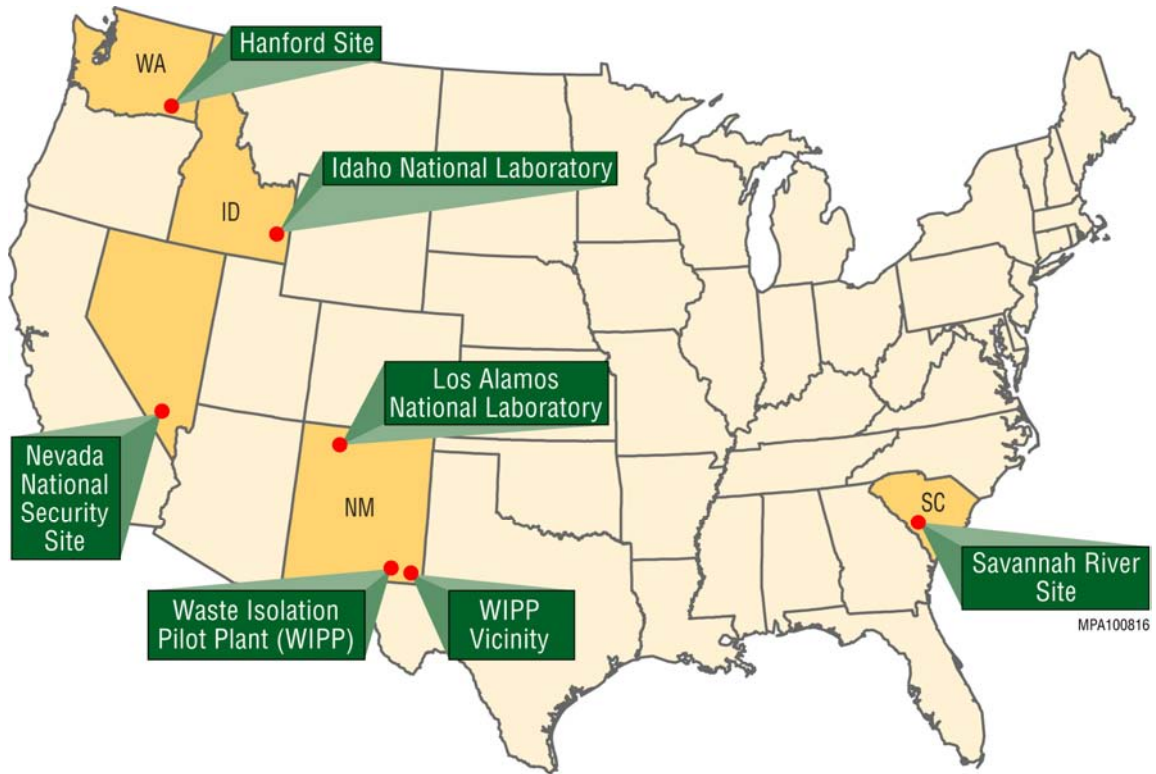 WA
Hanford Site
Idaho National Laboratory
ID
Los Alamos
National Laboratory
Nevada
National
Security
Site
NM
SC
Waste Isolation
Pilot Plant (WIPP)
WIPP
Vicinity
Savannah River
Site
MPA100816